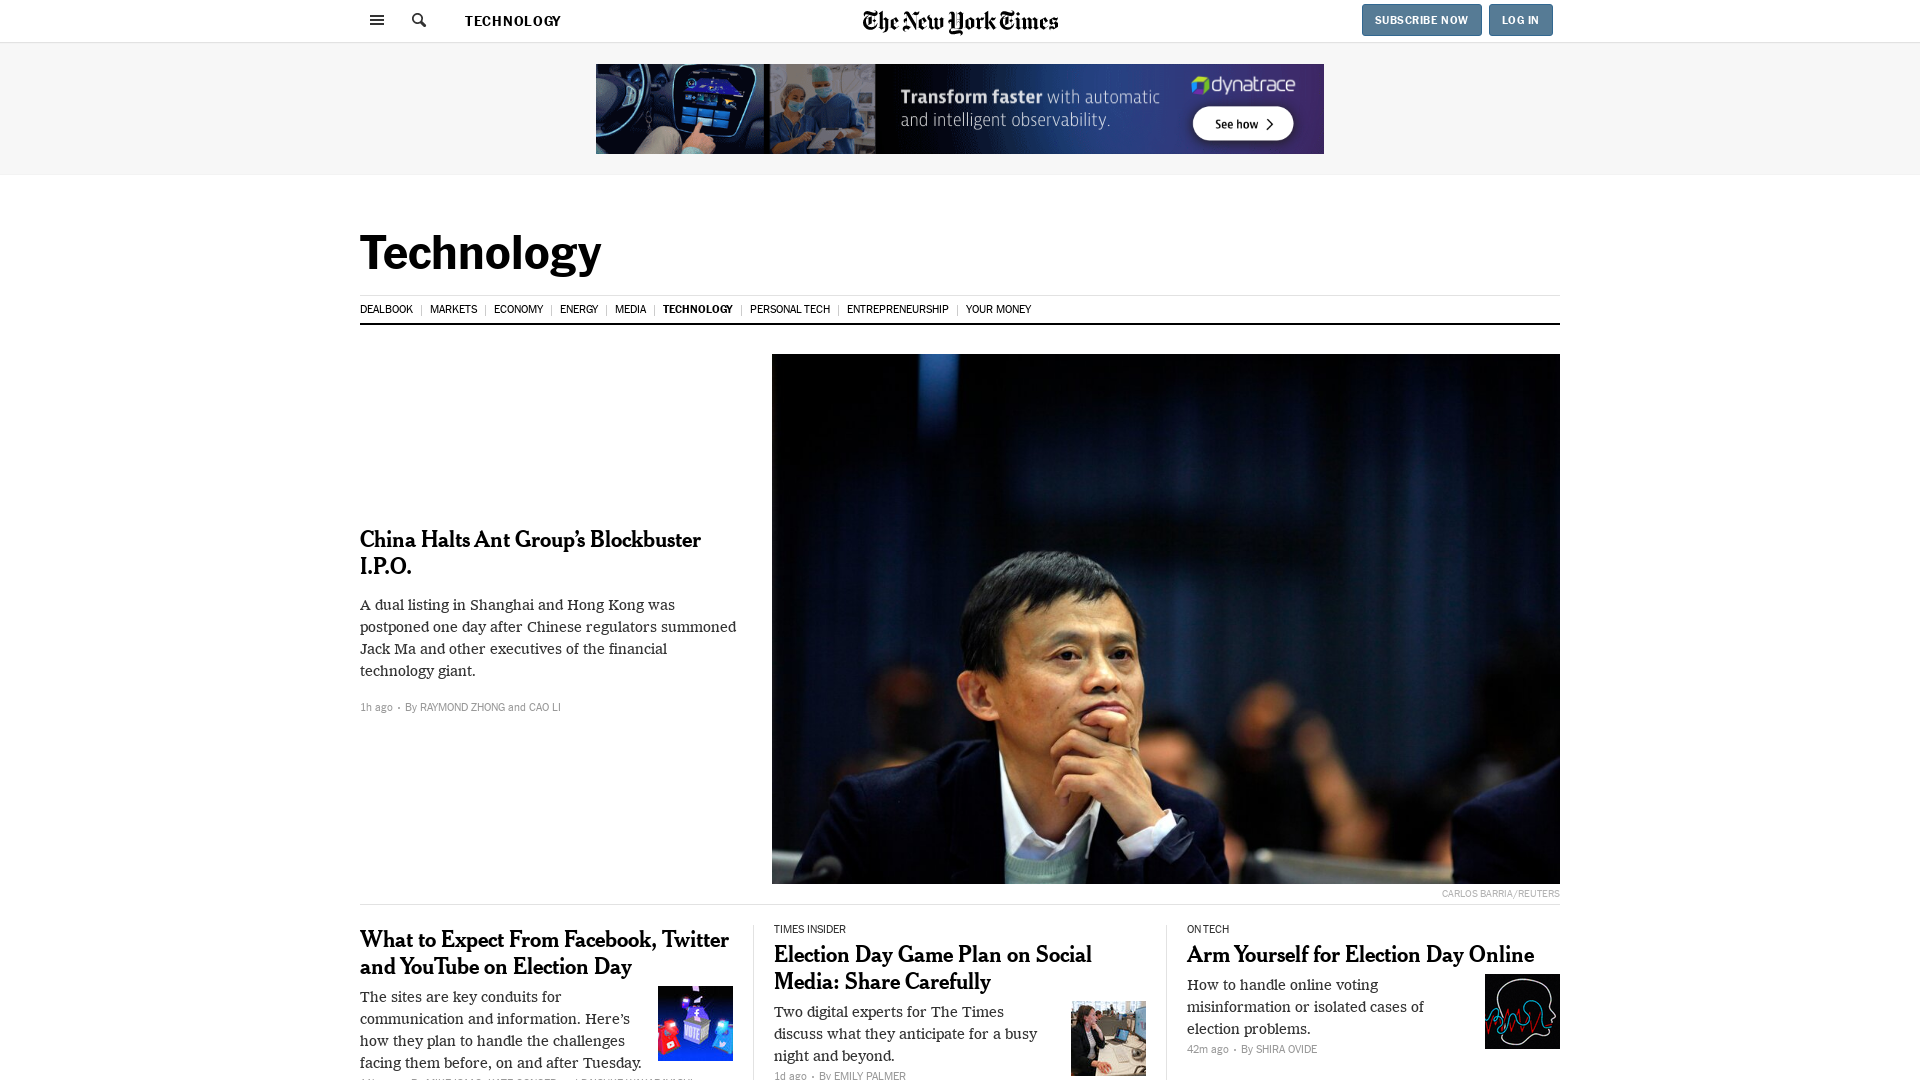 TECHNOLOGY
The New York Times
SUBSCRIBE NOW
LOG IN
Transform faster with automatic
and intelligent observability.
dynatrace
See how
Technology
DEALBOOK
MARKETS
ECONOMY
ENERGY
MEDIA
TECHNOLOGY
PERSONAL TECH
ENTREPRENEURSHIP
YOUR MONEY
China Halts Ant Group’s Blockbuster
I.P.O.
A dual listing in Shanghai and Hong Kong was
postponed one day after Chinese regulators summoned
Jack Ma and other executives of the financial
technology giant.
1h ago • By RAYMOND ZHONG and CAO LI
CARLOS BARRIA/REUTERS
What to Expect From Facebook, Twitter
and YouTube on Election Day
The sites are key conduits for
communication and information. Here’s
how they plan to handle the challenges
facing them before, on and after Tuesday.
VOTE
TIMES INSIDER
Election Day Game Plan on Social
Media: Share Carefully
Two digital experts for The Times
discuss what they anticipate for a busy
night and beyond.
1d ago • By EMILY PALMER
ON TECH
Arm Yourself for Election Day Online
How to handle online voting
misinformation or isolated cases of
election problems.
42m ago • By SHIRA OVIDE